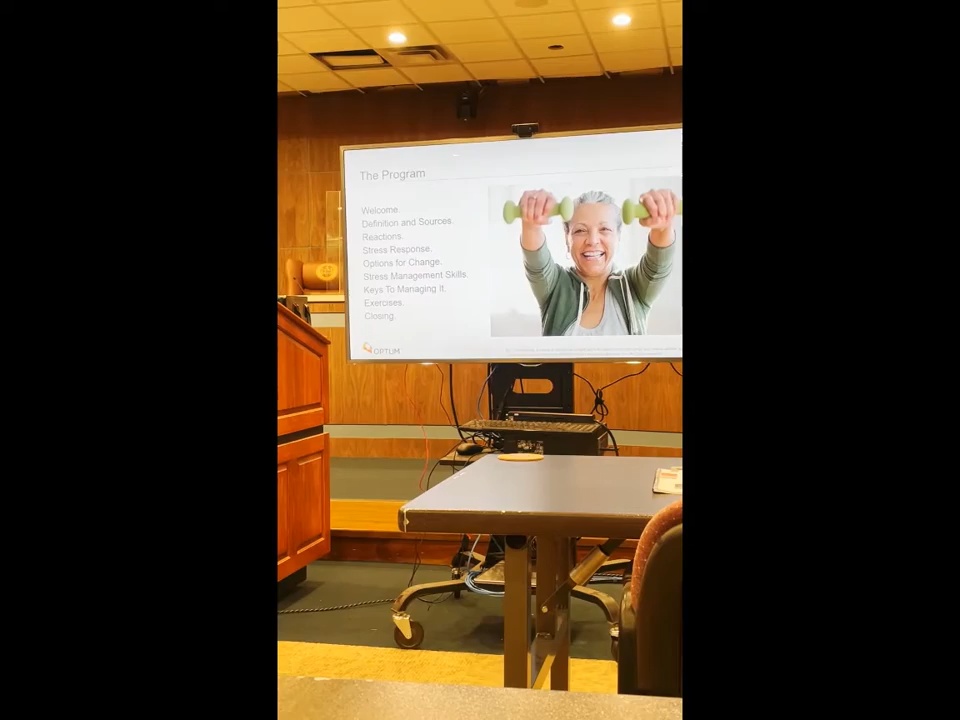 The Program
Welcome.
Definition and Sources.
Reactions.
Stress Response.
Options for Change.
Stress Management Skills.
Keys To Managing It.
Exercises.
Closing.
OPTUM